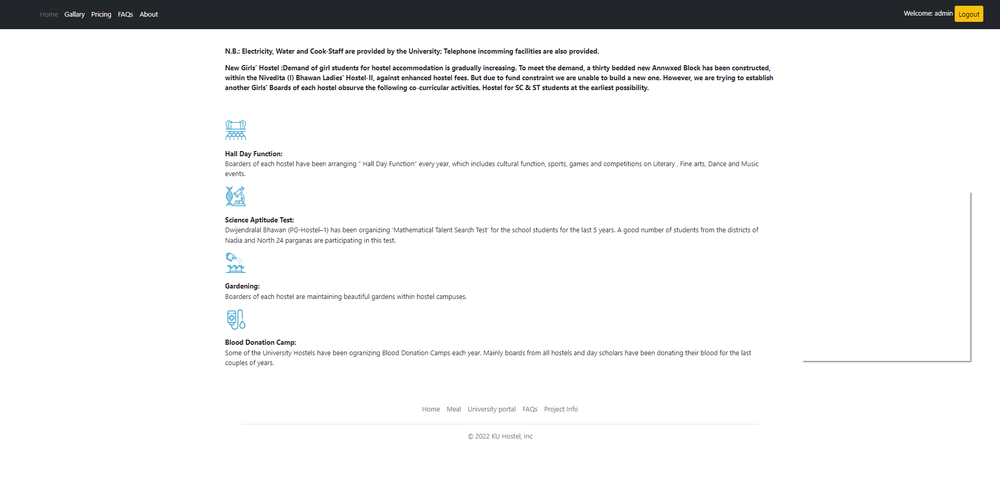 Home Gallary Pricing FAQs About
Welcome: admin Logout
N.B.: Electricity, Water and Cook-Staff are provided by the University; Telephone incomming facilities are also provided.
New Girls’ Hostel :Demand of girl students for hostel accommodation is gradually increasing. To meet the demand, a thirty bedded new Annwxed Block has been constructed,
within the Nivedita (I) Bhawan Ladies’ Hostel-II, against enhanced hostel fees. But due to fund constraint we are unable to build a new one. However, we are trying to establish
another Girls’ Boards of each hostel obsurve the following co-curricular activities. Hostel for SC & ST students at the earliest possibility.
Hall Day Function:
Boarders of each hostel have been arranging “ Hall Day Function” every year, which includes cultural function, sports, games and competitions on Literary , Fine arts, Dance and Music
events.
Science Aptitude Test:
Dwijendralal Bhawan (PG-Hostel–1) has been organizing ‘Mathematical Talent Search Test’ for the school students for the last 5 years. A good number of students from the districts of
Nadia and North 24 parganas are participating in this test.
Gardening:
Boarders of each hostel are maintaining beautiful gardens within hostel campuses.
Blood Donation Camp:
Some of the University Hostels have been ogranizing Blood Donation Camps each year. Mainly boards from all hostels and day scholars have been donating their blood for the last
couples of years.
Home Meal University portal FAQs Project Info
© 2022 KU Hostel, Inc